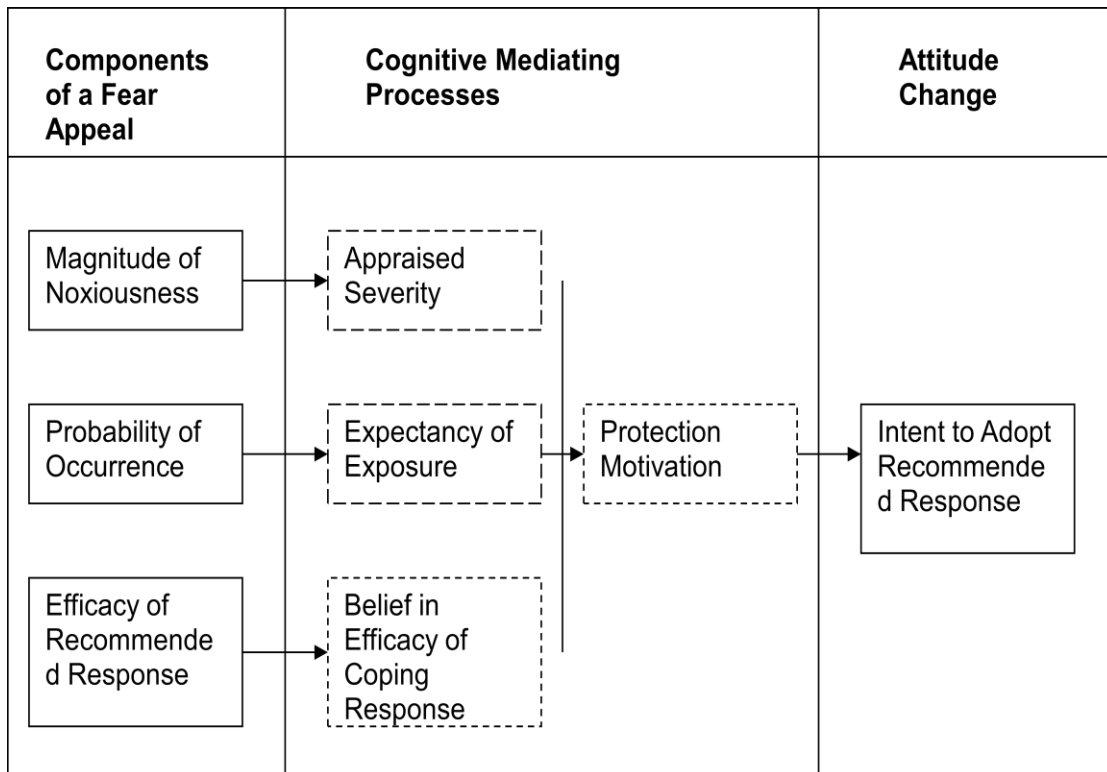 Components
of a Fear
Appeal
Cognitive Mediating
Processes
Attitude
Change
Magnitude of
Noxiousness
Appraised
Severity
Probability of
Occurrence
Expectancy of
Exposure
Protection
Motivation
Intent to Adopt
Recommende
d Response
Efficacy of
Recommende
d Response
Belief in
Efficacy of
Coping
Response